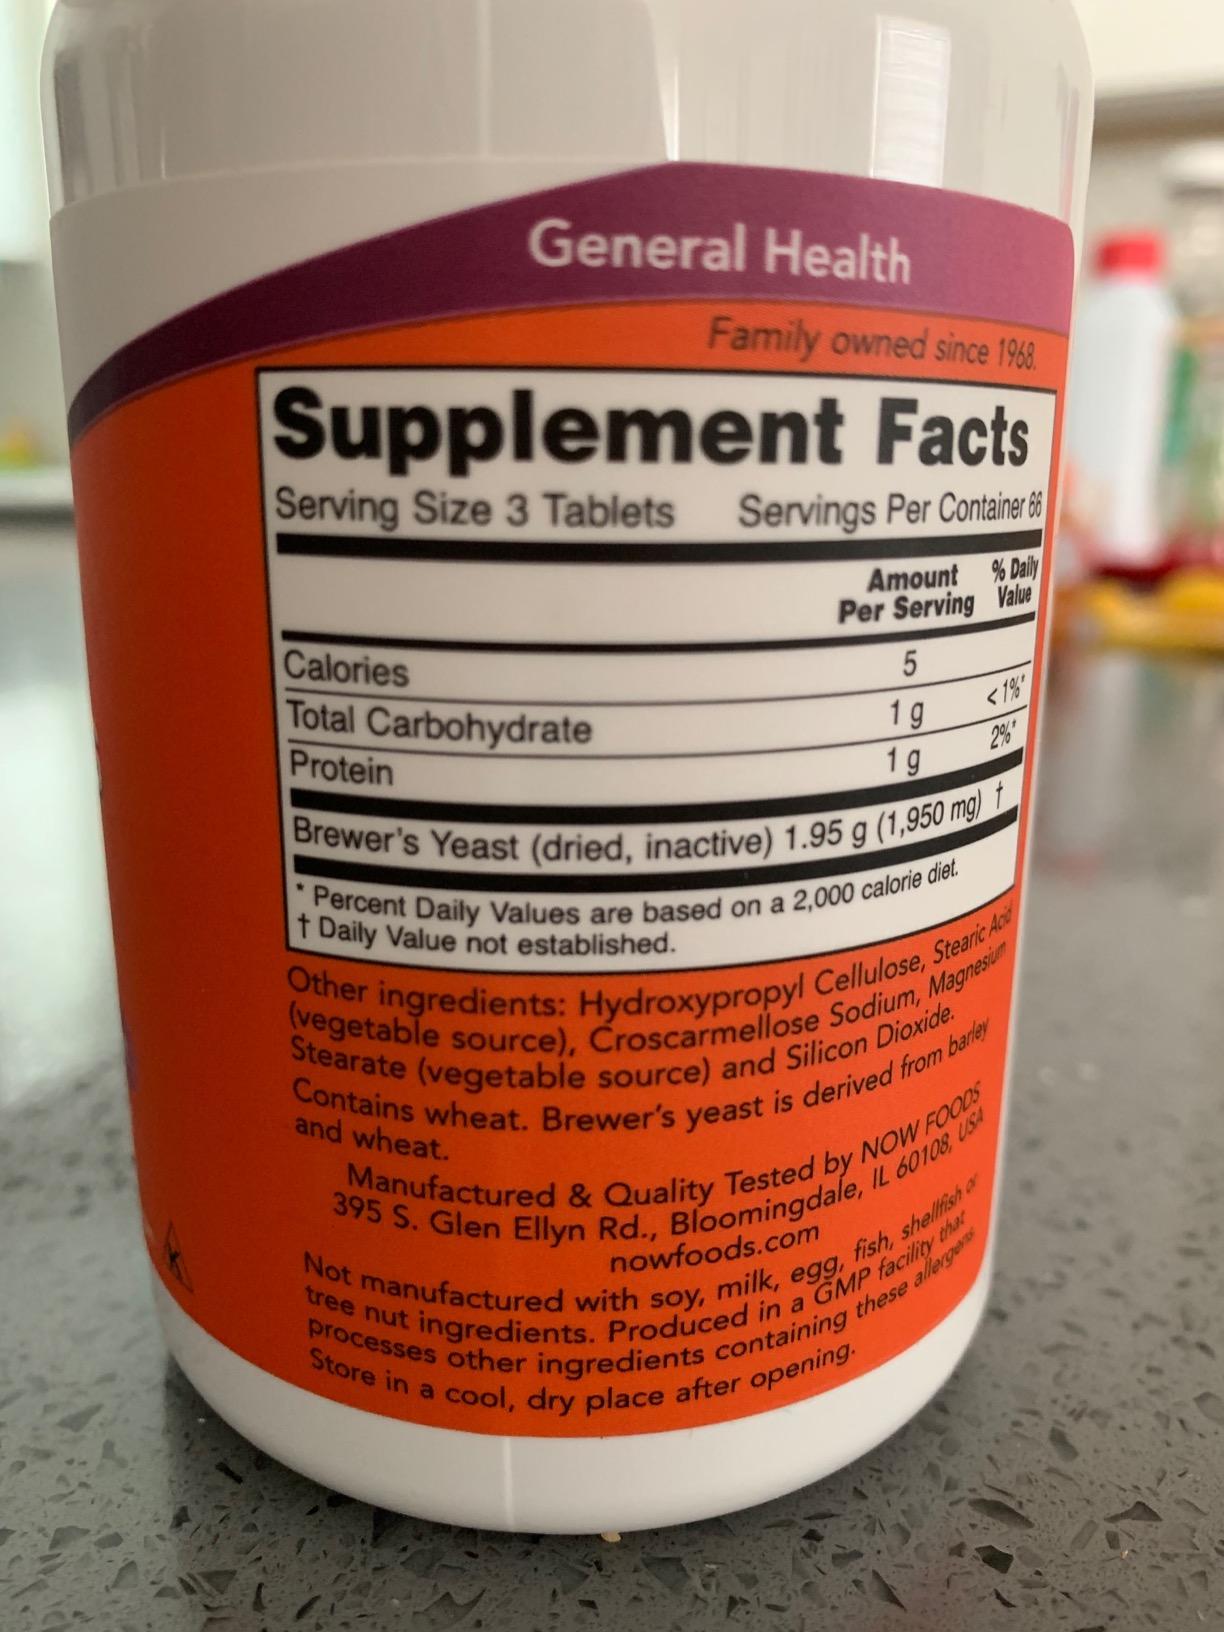 General Health
Family owned since 1968.
Supplement Facts
Serving Size 3 Tablets Servings Per Container 66
Amount Per Serving % Daily Value
Calories 5
Total Carbohydrate 1 g <1%*
Protein 1 g 2%*
Brewer's Yeast (dried, inactive) 1.95 g (1,950 mg) †
* Percent Daily Values are based on a 2,000 calorie diet.
† Daily Value not established.
Other ingredients: Hydroxypropyl Cellulose, Stearic Acid
(vegetable source), Croscarmellose Sodium, Magnesium
Stearate (vegetable source) and Silicon Dioxide.
Contains wheat. Brewer's yeast is derived from barley
and wheat.
Manufactured & Quality Tested by NOW FOODS
395 S. Glen Ellyn Rd., Bloomingdale, IL 60108, USA
nowfoods.com
Not manufactured with soy, milk, egg, fish, shellfish or
tree nut ingredients. Produced in a GMP facility that
processes other ingredients containing these allergens.
Store in a cool, dry place after opening.
K